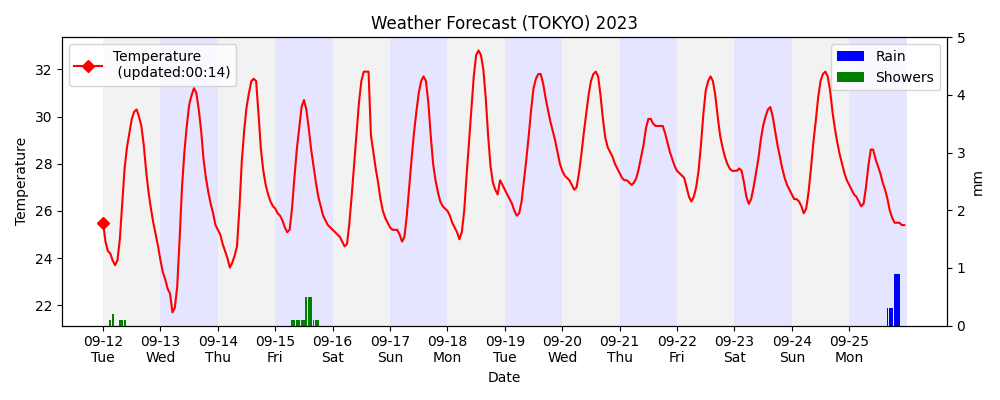 Weather Forecast (TOKYO) 2023
Temperature
(updated:00:14)
Rain
Showers
Temperature
32
30
28
26
24
22
5
4
3
2
1
0
mm
09-12 09-13 09-14 09-15 09-16 09-17 09-18 09-19 09-20 09-21 09-22 09-23 09-24 09-25
Tue Wed Thu Fri Sat Sun Mon Tue Wed Thu Fri Sat Sun Mon
Date